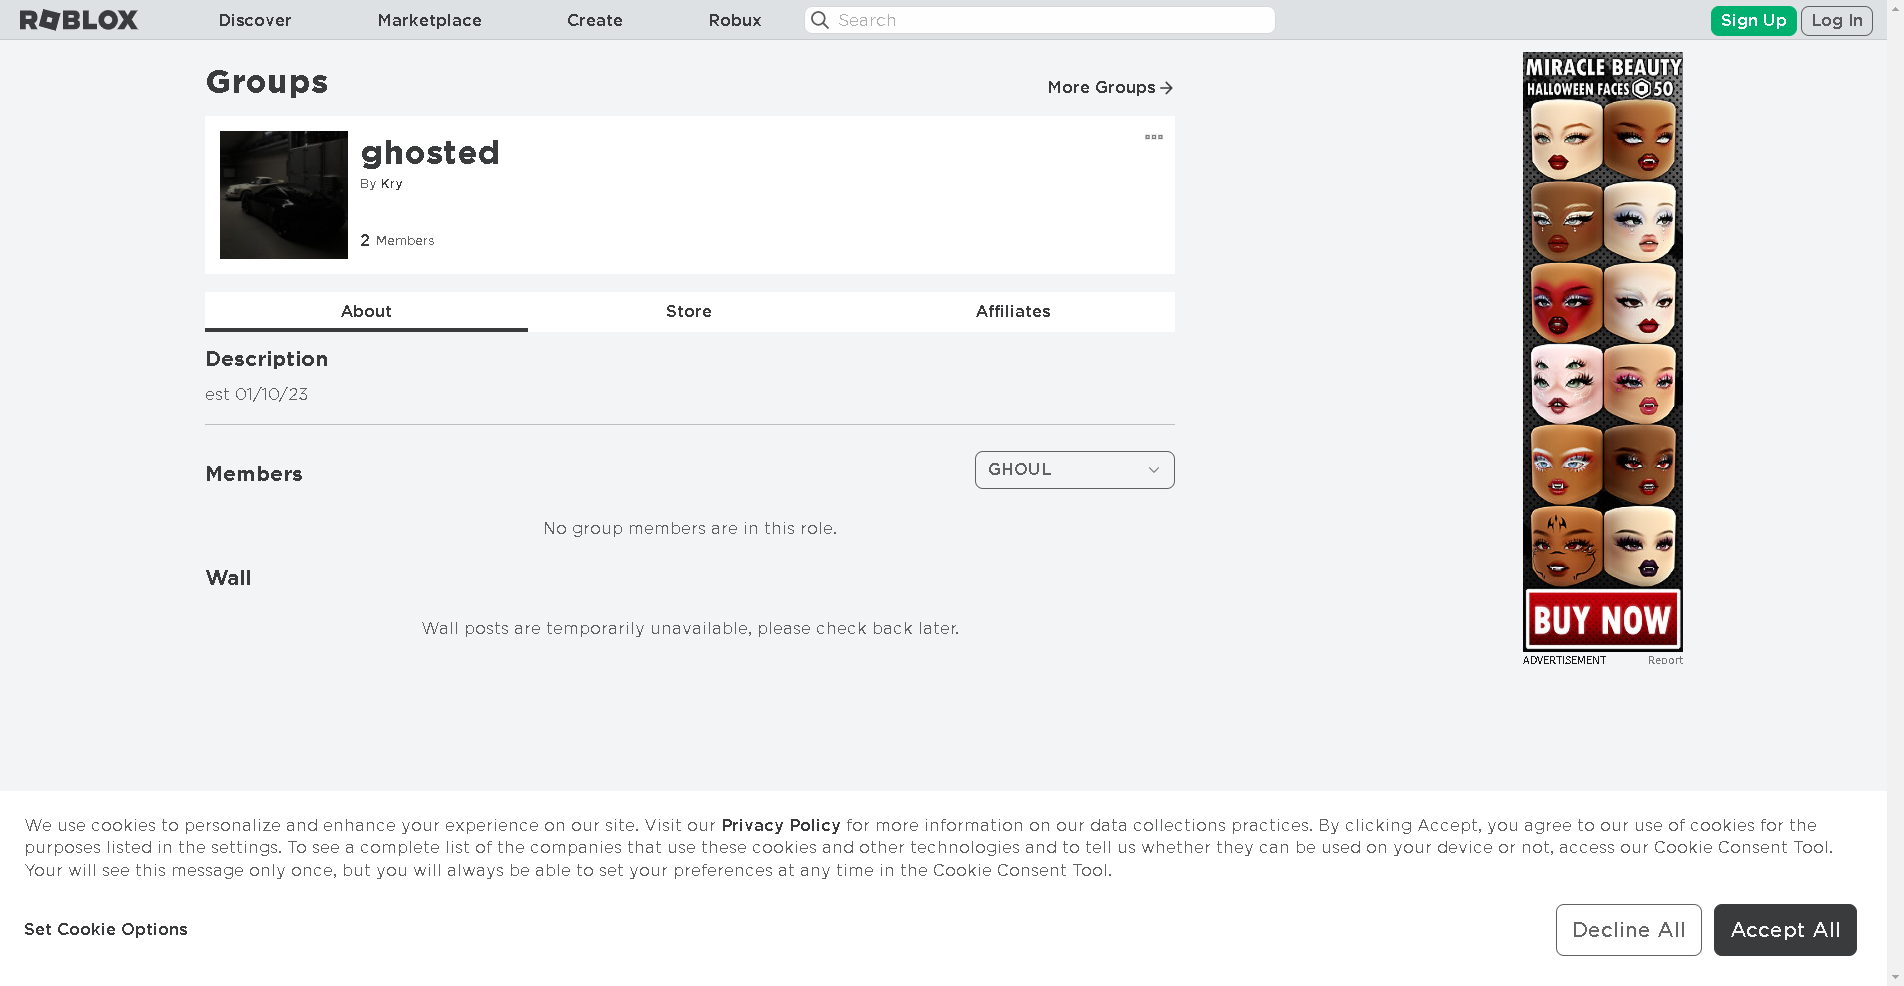 ROBLOX
Discover
Marketplace
Create
Robux
Search
Sign Up
Log In
Groups
More Groups
ghosted
By Kry
2 Members
About
Store
Affiliates
Description
est 01/10/23
Members
GHOUL
No group members are in this role.
Wall
Wall posts are temporarily unavailable, please check back later.
MIRACLE BEAUTY
HALLOWEEN FACES 50
BUY NOW
ADVERTISEMENT
Report
We use cookies to personalize and enhance your experience on our site. Visit our Privacy Policy for more information on our data collections practices. By clicking Accept, you agree to our use of cookies for the
purposes listed in the settings. To see a complete list of the companies that use these cookies and other technologies and to tell us whether they can be used on your device or not, access our Cookie Consent Tool.
Your will see this message only once, but you will always be able to set your preferences at any time in the Cookie Consent Tool.
Set Cookie Options
Decline All
Accept All